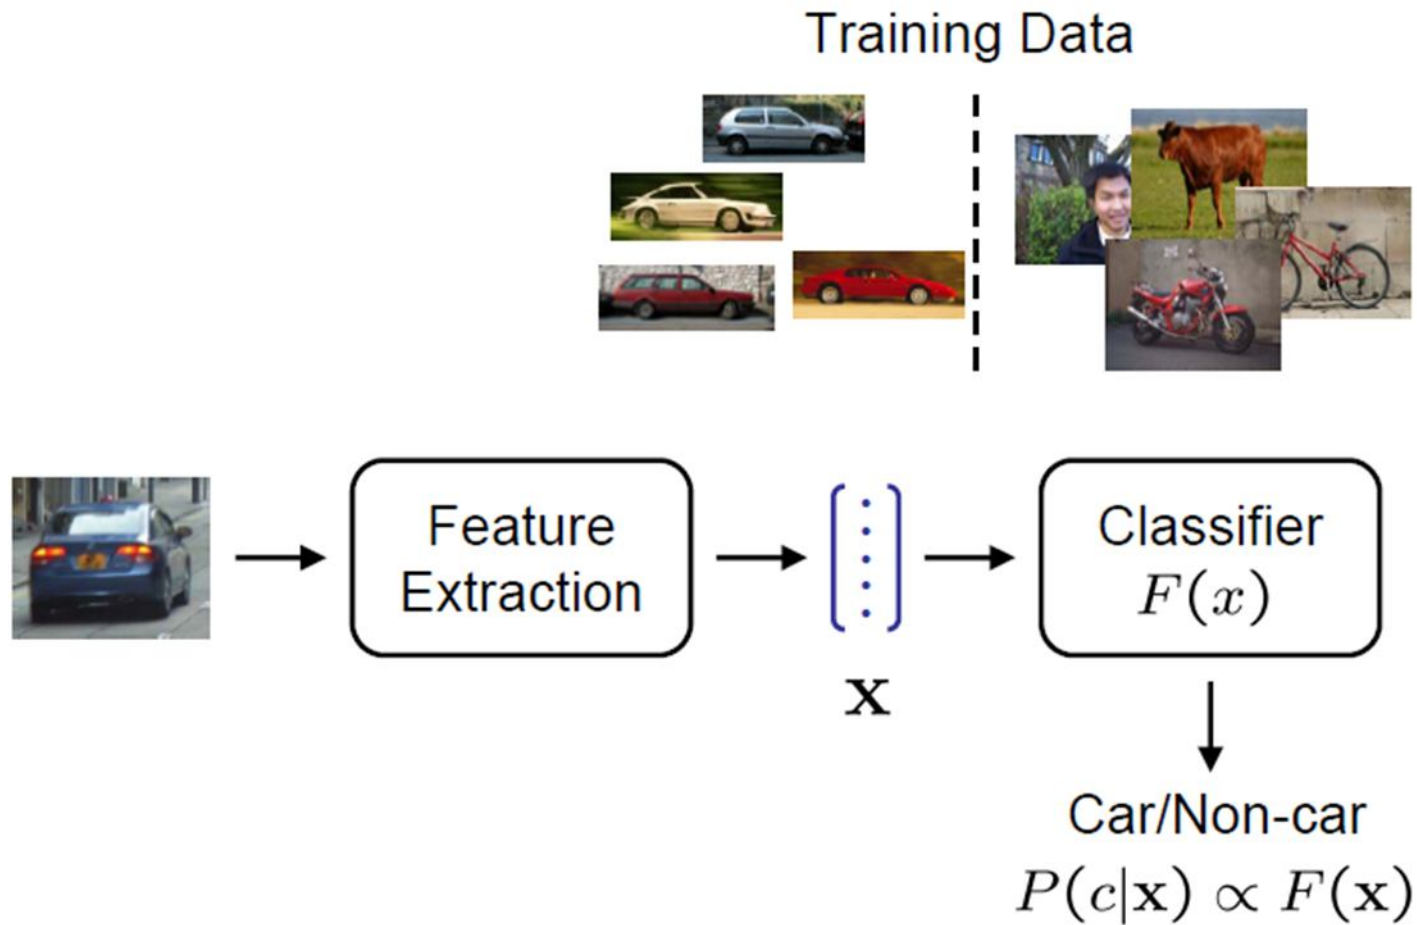 Training Data
Feature
Extraction
x
Classifier
F(x)
Car/Non-car
P(c|x) ∝ F(x)